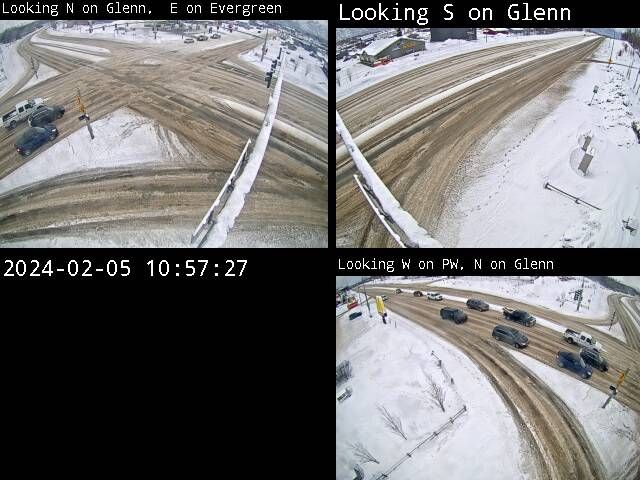 Looking N on Glenn,  E on Evergreen
Looking S on Glenn
2024-02-05 10:57:27
Looking W on PW, N on Glenn